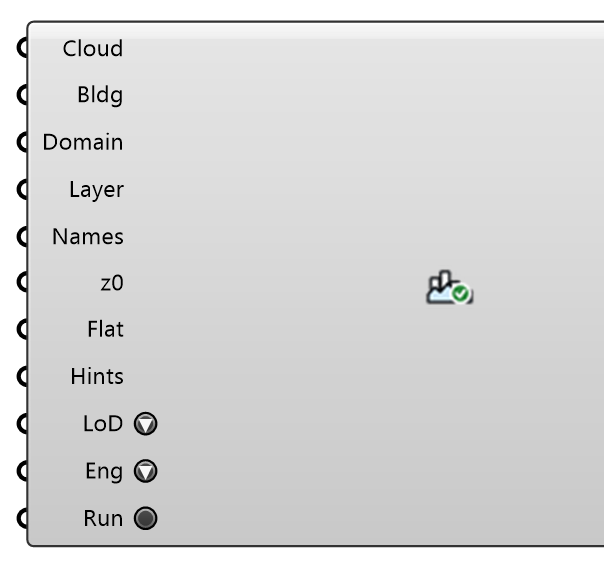 Cloud
Bldg
Domain
Layer
Names
z0
Flat
Hints
LoD
Eng
Run